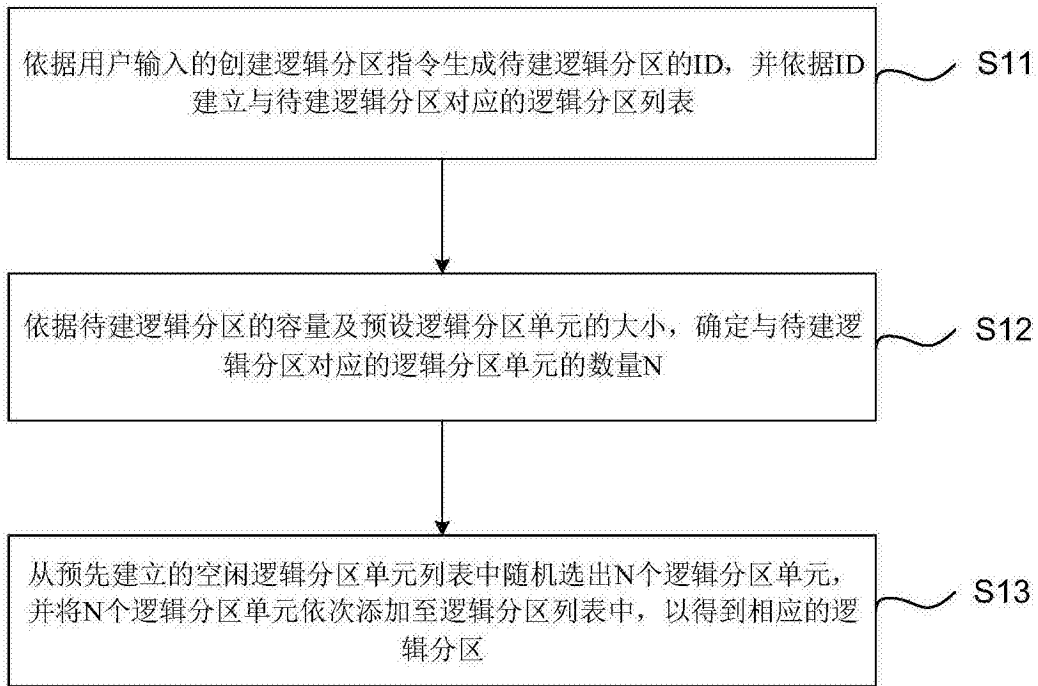 依据用户输入的创建逻辑分区指令生成待建逻辑分区的ID，并依据ID
建立与待建逻辑分区对应的逻辑分区列表
S11
依据待建逻辑分区的容量及预设逻辑分区单元的大小，确定与待建逻
辑分区对应的逻辑分区单元的数量N
S12
从预先建立的空闲逻辑分区单元列表中随机选出N个逻辑分区单元，
并将N个逻辑分区单元依次添加至逻辑分区列表中，以得到相应的逻
辑分区
S13